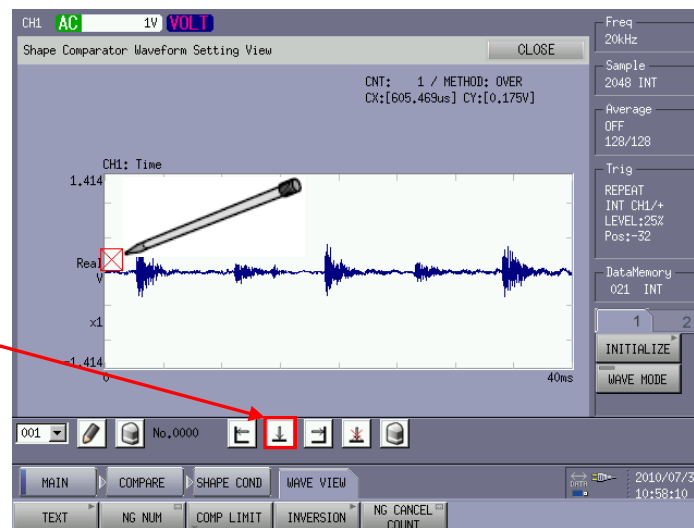 CH1 AC 1V VOLT
Shape Comparator Waveform Setting View CLOSE
CNT: 1 / METHOD: OVER
CX:[605.469us] CY:[0.175V]
CH1: Time
1.414
Real
V
x1
-1.414
0 40ms
Freq
20kHz
Sample
2048 INT
Average
OFF
128/128
Trig
REPEAT
INT CH1/+
LEVEL:25%
Pos:-32
DataMemory
021 INT
1 2
INITIALIZE
WAVE MODE
001 No.0000
MAIN COMPARE SHAPE COND WAVE VIEW
DATA 2010/07/3
10:58:10
TEXT NG NUM COMP LIMIT INVERSION NG CANCEL COUNT